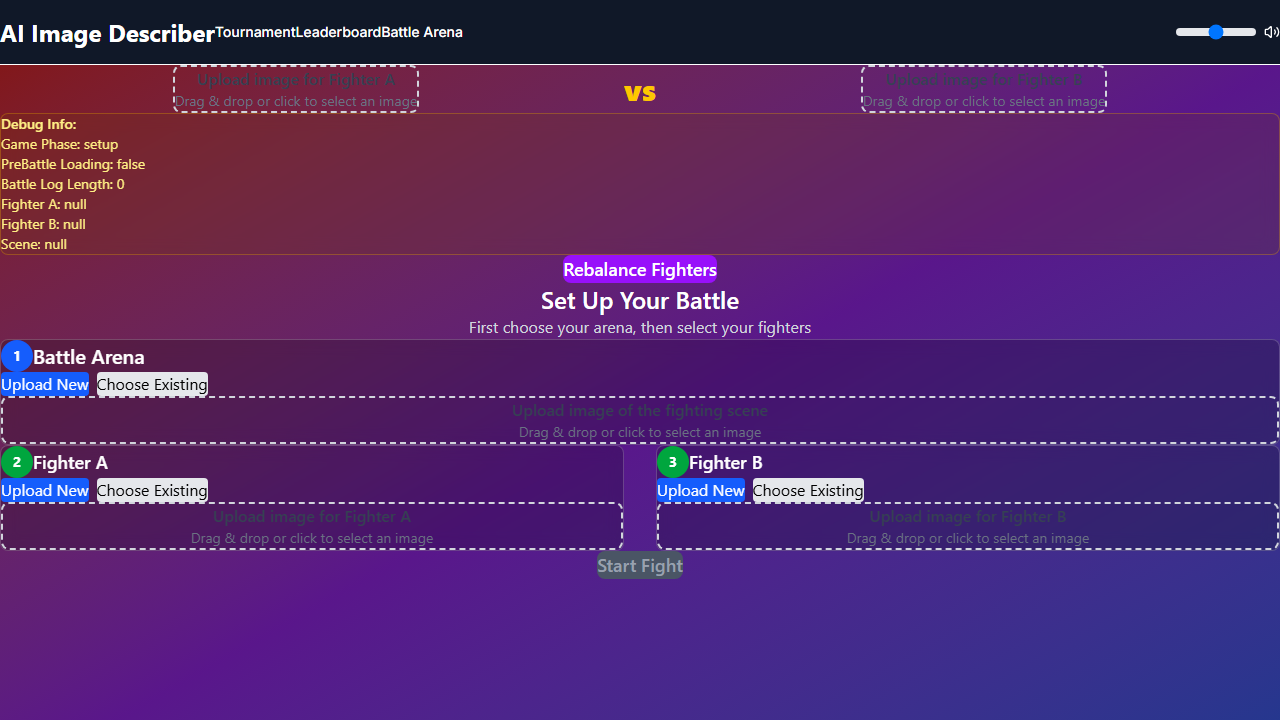 AI Image Describer Tournament Leaderboard Battle Arena
Upload image for Fighter A
Drag & drop or click to select an image
VS
Upload image for Fighter B
Drag & drop or click to select an image
Debug Info:
Game Phase: setup
PreBattle Loading: false
Battle Log Length: 0
Fighter A: null
Fighter B: null
Scene: null
Rebalance Fighters
Set Up Your Battle
First choose your arena, then select your fighters
1 Battle Arena
Upload New Choose Existing
Upload image of the fighting scene
Drag & drop or click to select an image
2 Fighter A
Upload New Choose Existing
Upload image for Fighter A
Drag & drop or click to select an image
3 Fighter B
Upload New Choose Existing
Upload image for Fighter B
Drag & drop or click to select an image
Start Fight